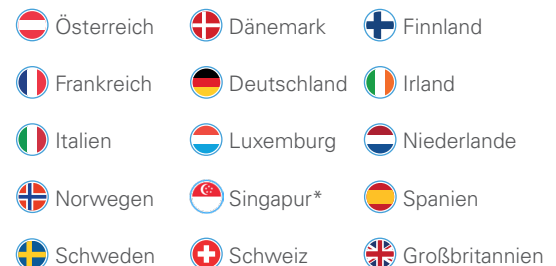 Österreich Dänemark Finnland
Frankreich Deutschland Irland
Italien Luxemburg Niederlande
Norwegen Singapur* Spanien
Schweden Schweiz Großbritannien